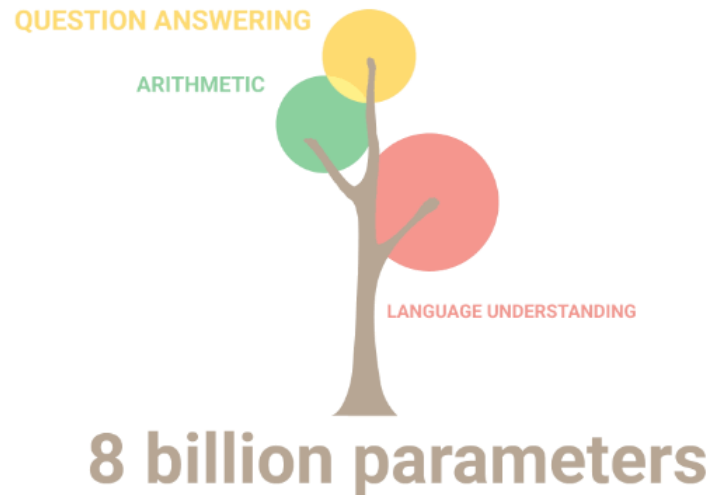 QUESTION ANSWERING
ARITHMETIC
LANGUAGE UNDERSTANDING
8 billion parameters